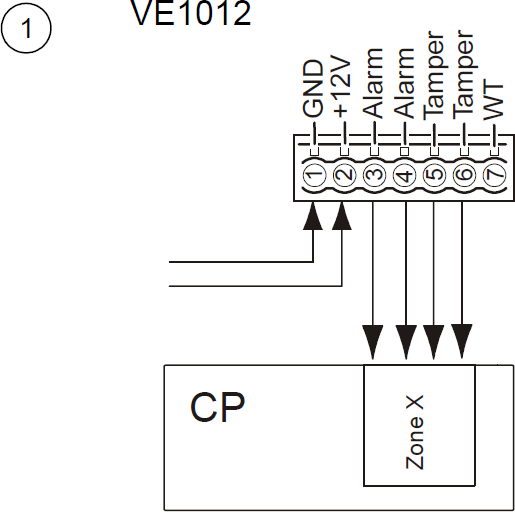 1
VE1012
GND
+12V
Alarm
Alarm
Tamper
Tamper
WT
1
2
3
4
5
6
7
CP
Zone X